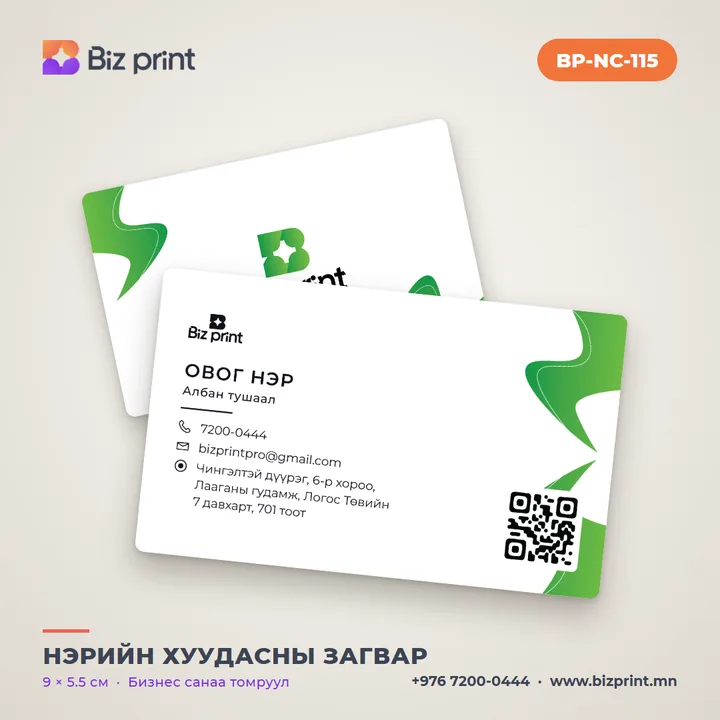 Biz print
BP-NC-115
Biz print
ОВОГ НЭР
Албан тушаал
7200-0444
bizprintpro@gmail.com
Чингэлтэй дүүрэг, 6-р хороо,
Лааганы гудамж, Логос Төвийн
7 давхарт, 701 тоот
НЭРИЙН ХУУДАСНЫ ЗАГВАР
9 × 5.5 см · Бизнес санаа томруул
+976 7200-0444 · www.bizprint.mn